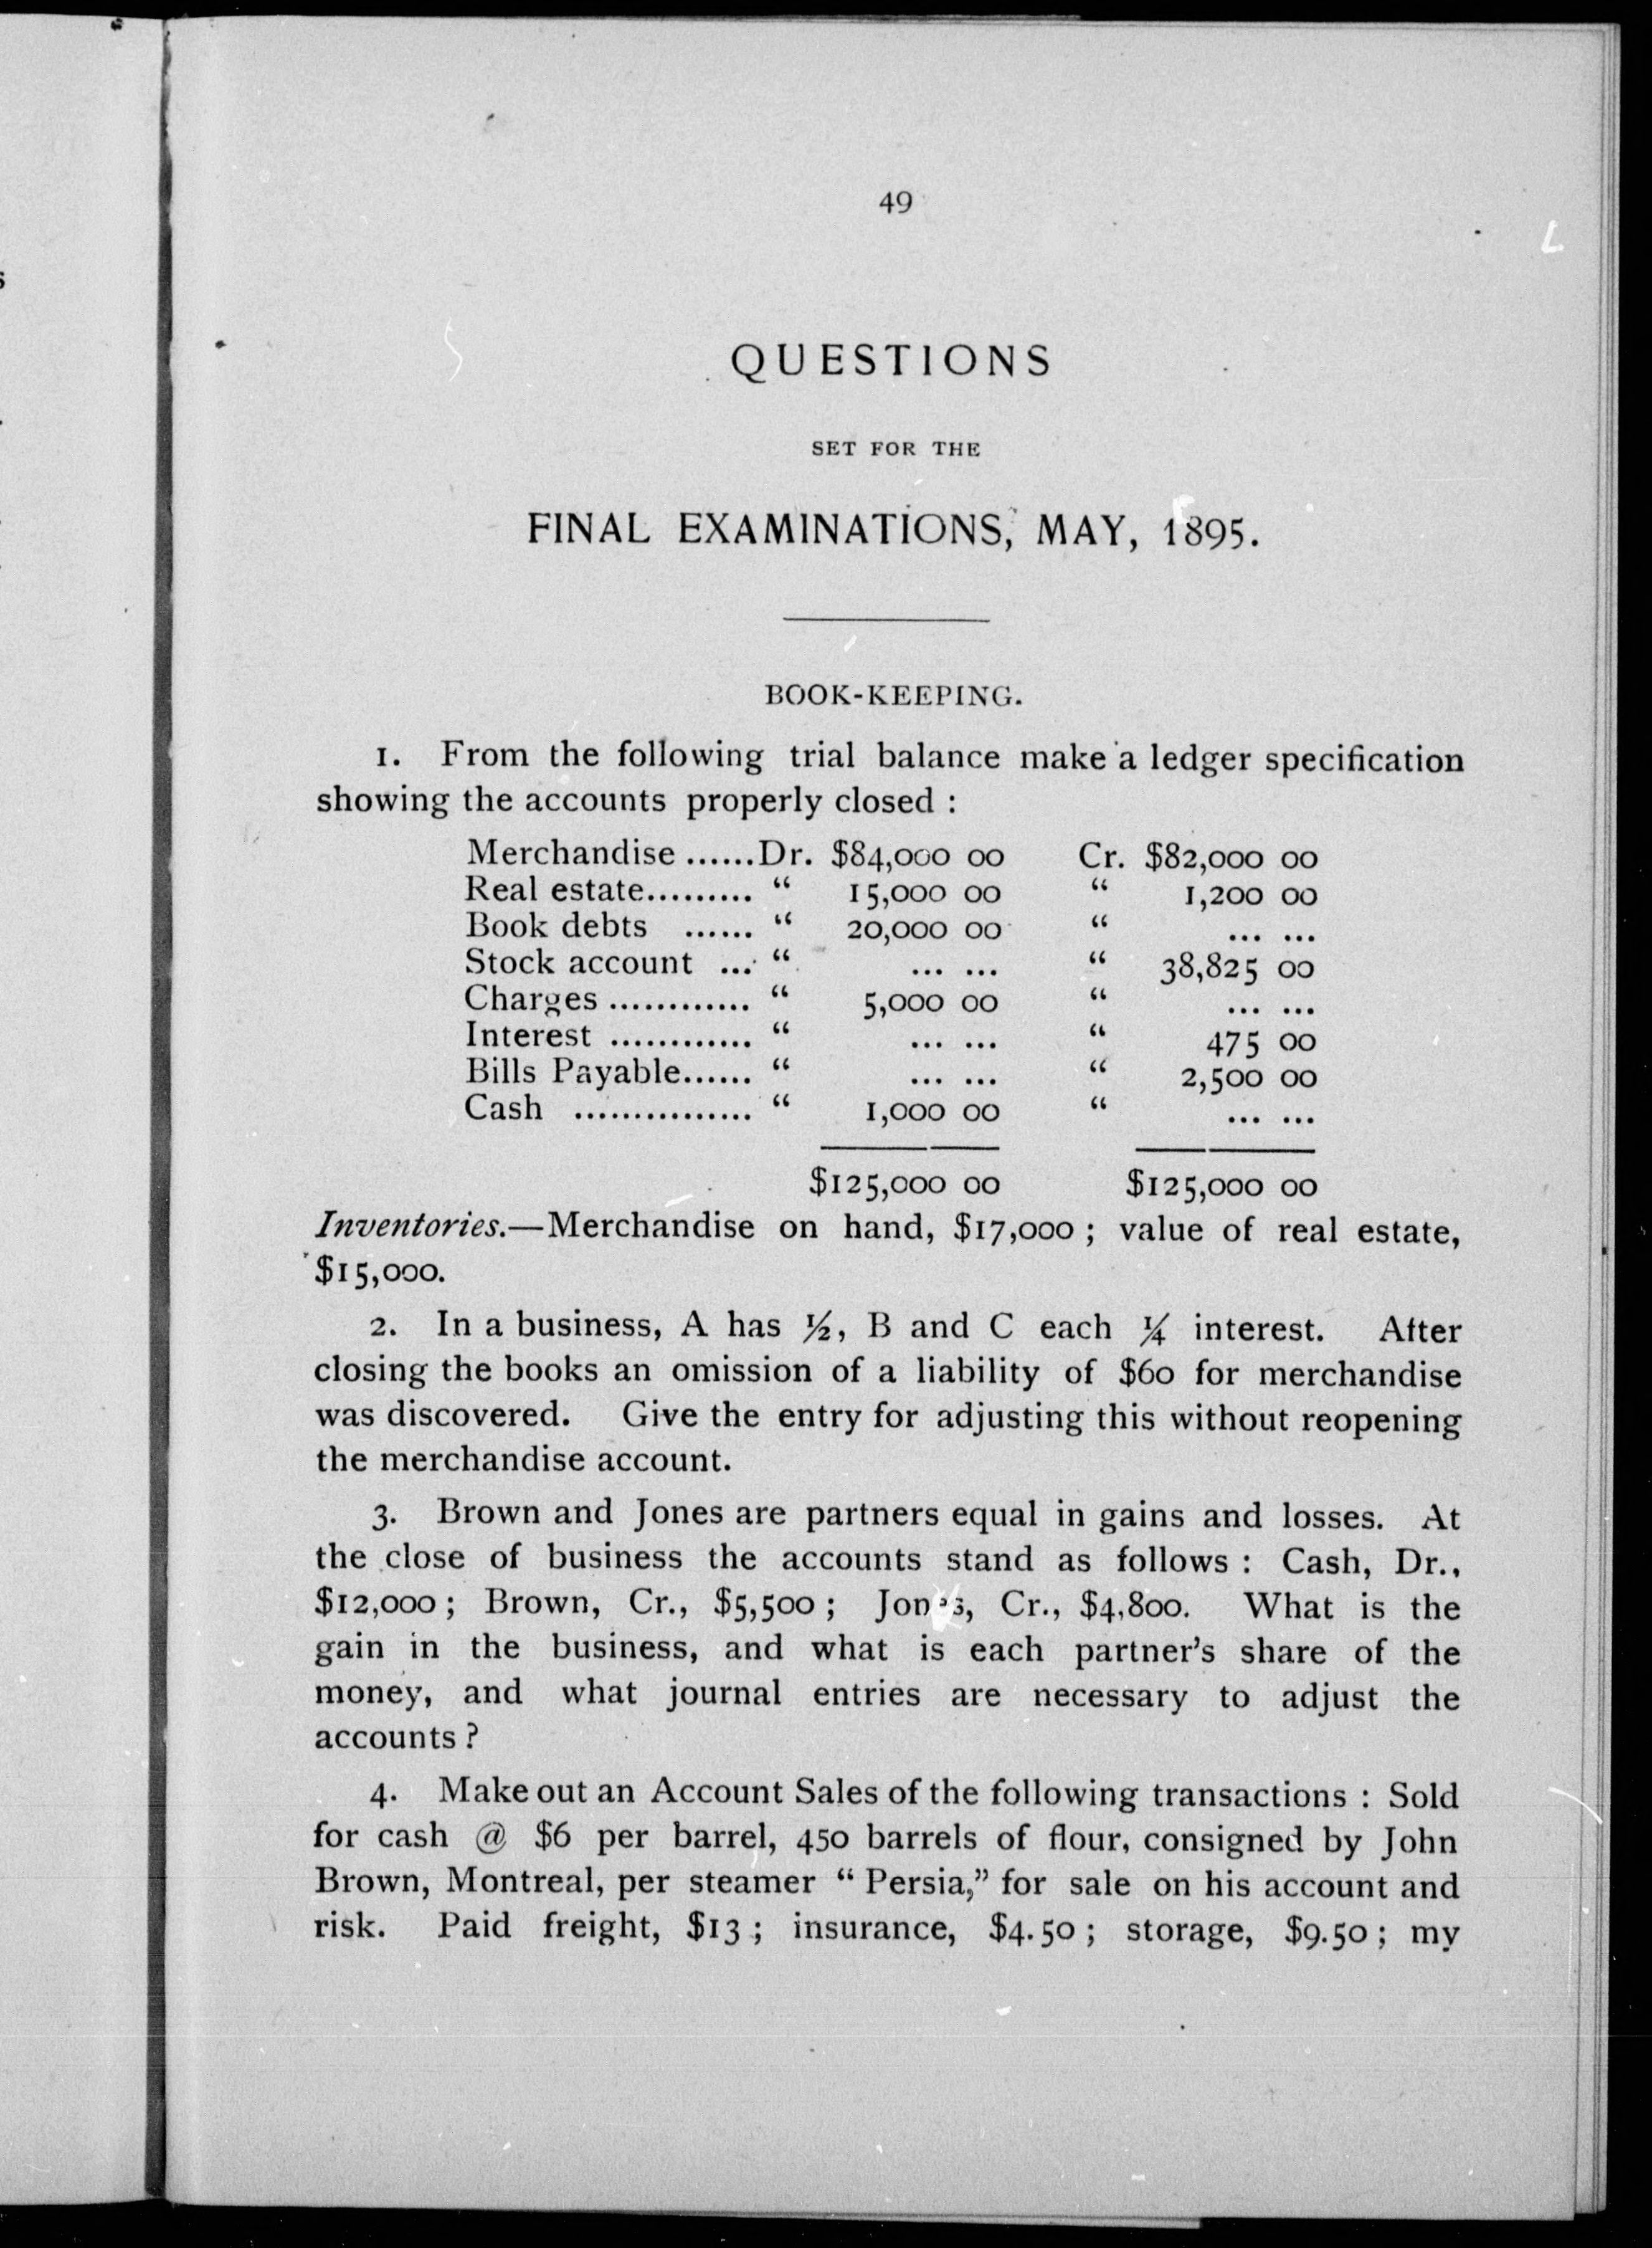 49
QUESTIONS
SET FOR THE
FINAL EXAMINATIONS, MAY, 1895.
BOOK-KEEPING.
1. From the following trial balance make a ledger specification
showing the accounts properly closed :
Merchandise ......Dr. $84,000 00 Cr. $82,000 00
Real estate......... “ 15,000 00 “ 1,200 00
Book debts ...... “ 20,000 00 “ ... ...
Stock account ... “ ... ... “ 38,825 00
Charges ............ “ 5,000 00 “ ... ...
Interest ............ “ ... ... “ 475 00
Bills Payable...... “ ... ... “ 2,500 00
Cash ............... “ 1,000 00 “ ... ...
$125,000 00 $125,000 00
Inventories.—Merchandise on hand, $17,000 ; value of real estate,
$15,000.
2. In a business, A has ½, B and C each ¼ interest. After
closing the books an omission of a liability of $60 for merchandise
was discovered. Give the entry for adjusting this without reopening
the merchandise account.
3. Brown and Jones are partners equal in gains and losses. At
the close of business the accounts stand as follows : Cash, Dr.,
$12,000 ; Brown, Cr., $5,500 ; Jones, Cr., $4,800. What is the
gain in the business, and what is each partner’s share of the
money, and what journal entries are necessary to adjust the
accounts ?
4. Make out an Account Sales of the following transactions : Sold
for cash @ $6 per barrel, 450 barrels of flour, consigned by John
Brown, Montreal, per steamer “ Persia,” for sale on his account and
risk. Paid freight, $13 ; insurance, $4.50 ; storage, $9.50 ; my